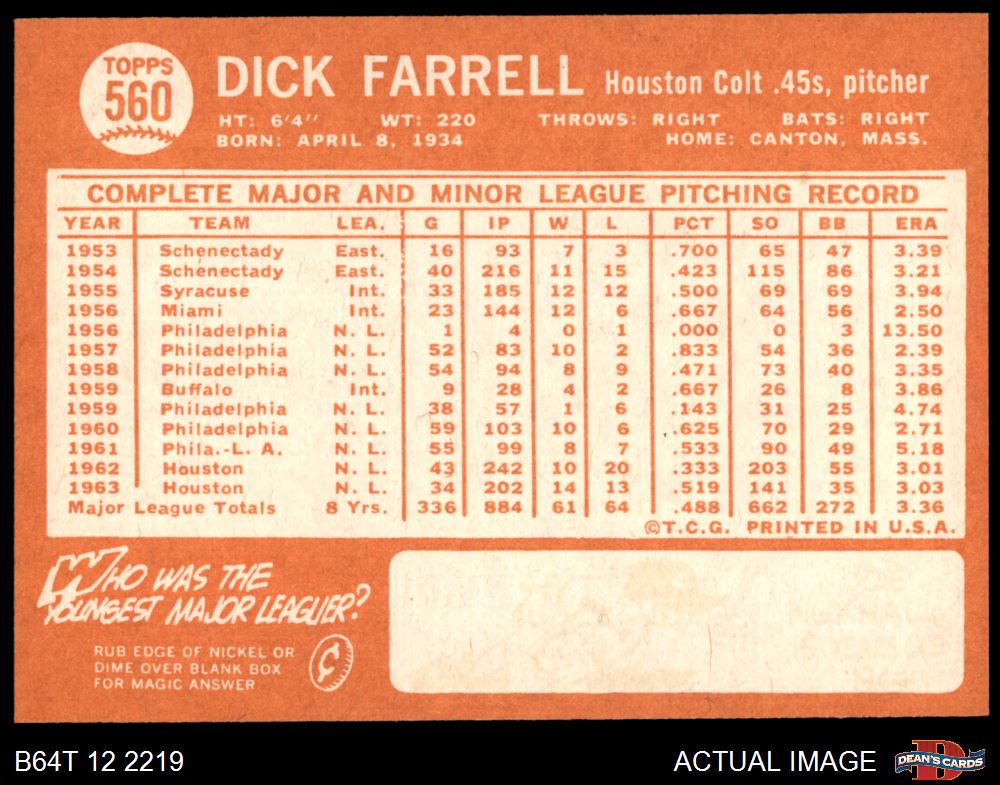 TOPPS
560
DICK FARRELL Houston Colt .45s, pitcher
HT: 6'4" WT: 220 THROWS: RIGHT BATS: RIGHT
BORN: APRIL 8, 1934 HOME: CANTON, MASS.
COMPLETE MAJOR AND MINOR LEAGUE PITCHING RECORD
YEAR TEAM LEA. G IP W L PCT SO BB ERA
1953 Schenectady East. 16 93 7 3 .700 65 47 3.39
1954 Schenectady East. 40 216 11 15 .423 115 86 3.21
1955 Syracuse Int. 33 185 12 12 .500 69 69 3.94
1956 Miami Int. 23 144 12 6 .667 64 56 2.50
1956 Philadelphia N. L. 1 4 0 1 .000 0 3 13.50
1957 Philadelphia N. L. 52 83 10 2 .833 54 36 2.39
1958 Philadelphia N. L. 54 94 8 9 .471 73 40 3.35
1959 Buffalo Int. 9 28 4 2 .667 26 8 3.86
1959 Philadelphia N. L. 38 57 1 6 .143 31 25 4.74
1960 Philadelphia N. L. 59 103 10 6 .625 70 29 2.71
1961 Phila.-L. A. N. L. 55 99 8 7 .533 90 49 5.18
1962 Houston N. L. 43 242 10 20 .333 203 55 3.01
1963 Houston N. L. 34 202 14 13 .519 141 35 3.03
Major League Totals 8 Yrs. 336 884 61 64 .488 662 272 3.36
©T.C.G. PRINTED IN U.S.A.
WHO WAS THE
YOUNGEST MAJOR LEAGUER?
RUB EDGE OF NICKEL OR
DIME OVER BLANK BOX
FOR MAGIC ANSWER
¢
B64T 12 2219 ACTUAL IMAGE D DEAN'S CARDS